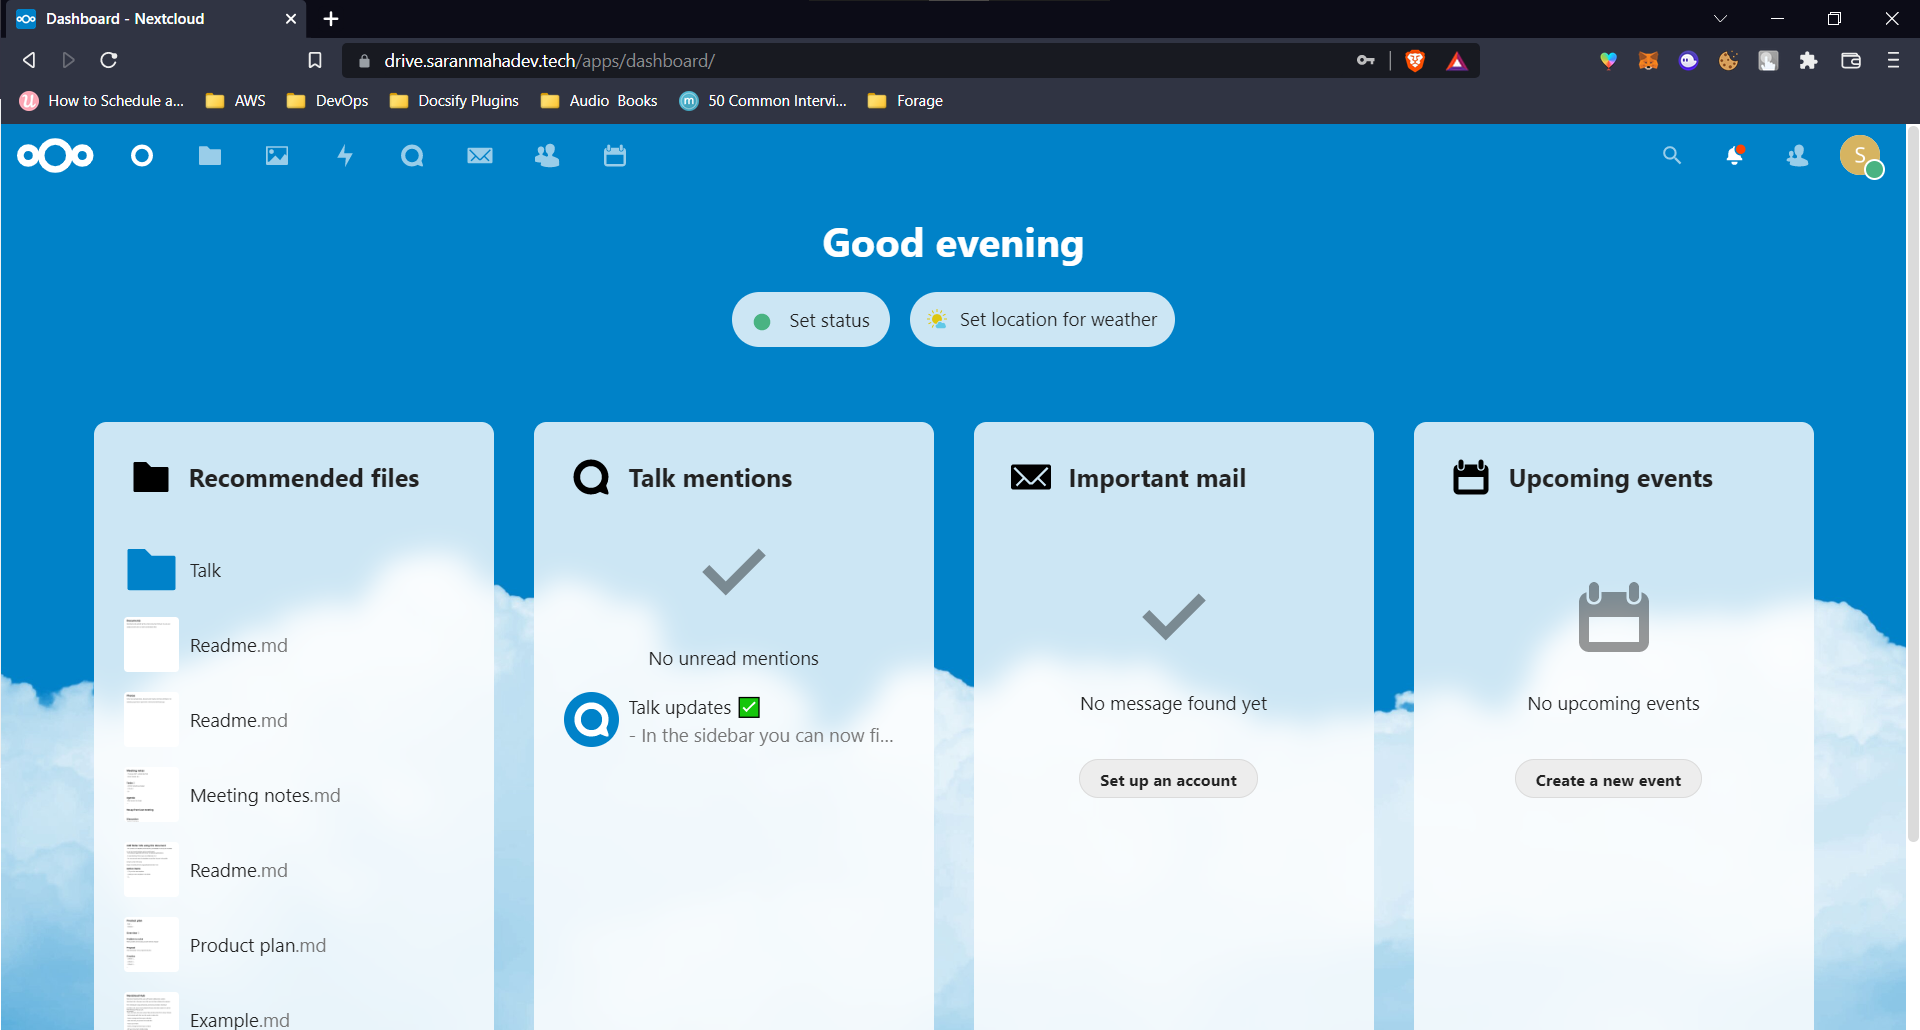 Dashboard - Nextcloud
drive.saranmahadev.tech/apps/dashboard/
How to Schedule a... AWS DevOps Docsify Plugins Audio Books m 50 Common Intervi... Forage
S
Good evening
Set status Set location for weather
Recommended files
Talk
Readme.md
Readme.md
Meeting notes.md
Readme.md
Product plan.md
Example.md
Talk mentions
No unread mentions
Talk updates ✅
- In the sidebar you can now fi...
Important mail
No message found yet
Set up an account
Upcoming events
No upcoming events
Create a new event